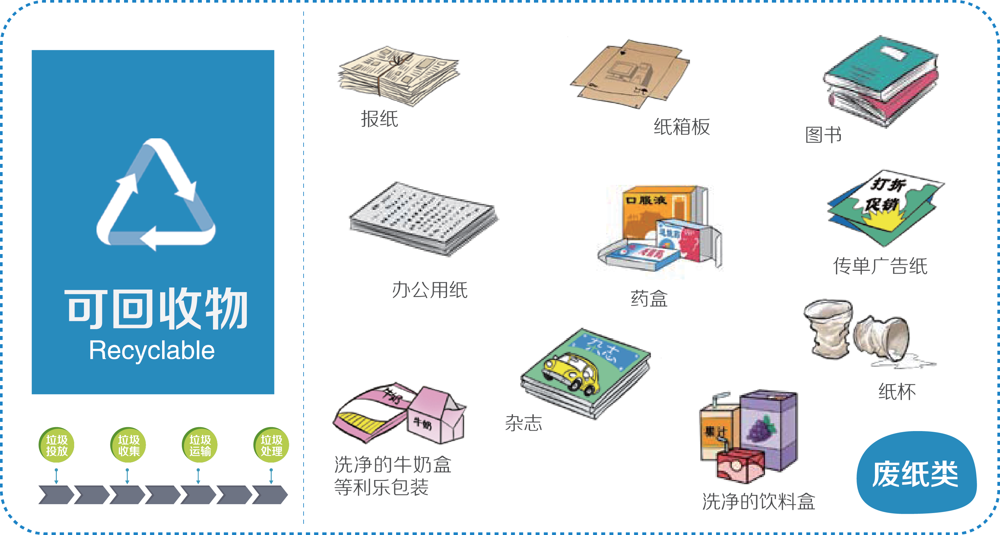 可回收物
Recyclable
垃圾
投放
垃圾
收集
垃圾
运输
垃圾
处理
报纸
纸箱板
图书
办公用纸
口服液
药盒
打折
促销
传单广告纸
牛奶
牛奶
洗净的牛奶盒
等利乐包装
杂志
杂志
纸杯
果汁
洗净的饮料盒
废纸类